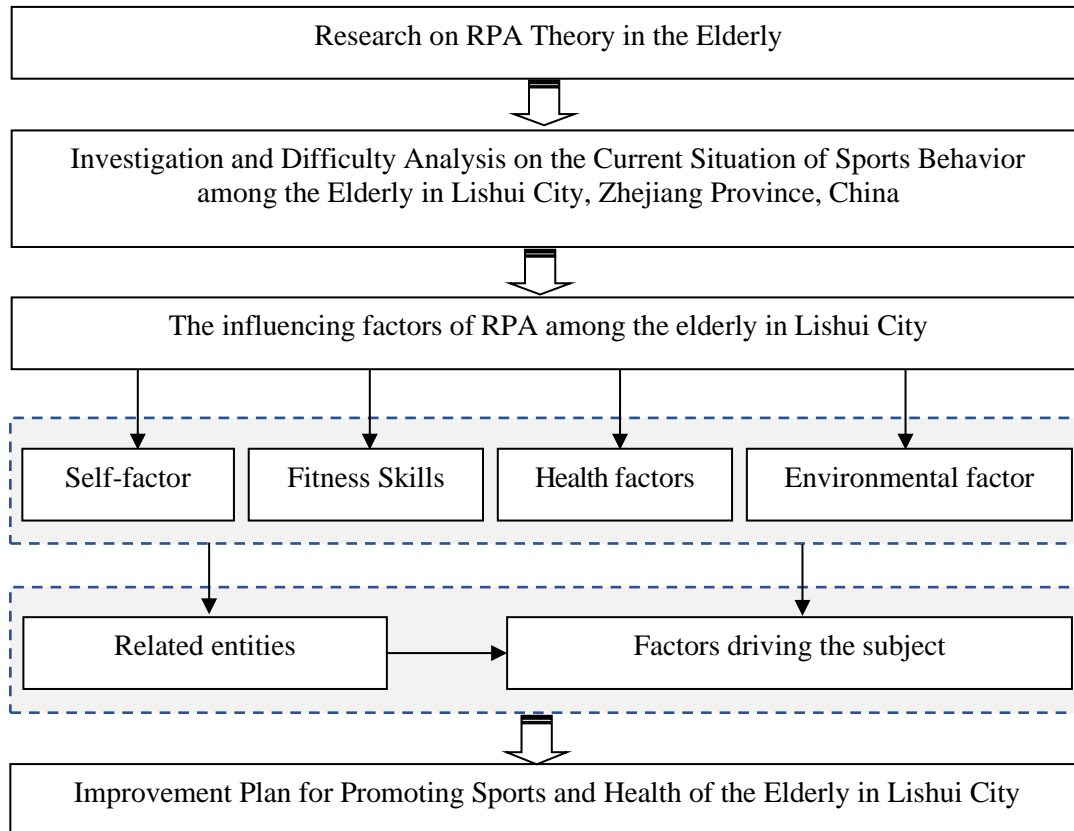 Research on RPA Theory in the Elderly
Investigation and Difficulty Analysis on the Current Situation of Sports Behavior
among the Elderly in Lishui City, Zhejiang Province, China
The influencing factors of RPA among the elderly in Lishui City
Self-factor
Fitness Skills
Health factors
Environmental factor
Related entities
Factors driving the subject
Improvement Plan for Promoting Sports and Health of the Elderly in Lishui City